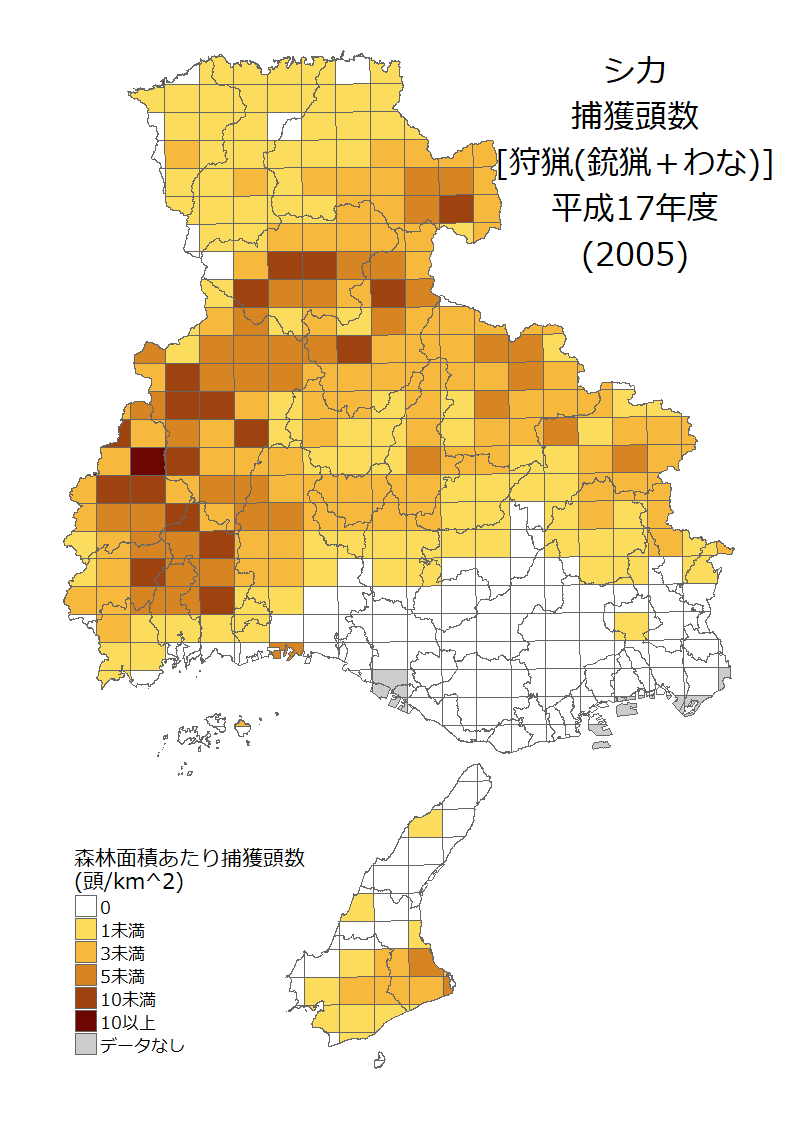 シカ
捕獲頭数
[狩猟(銃猟＋わな)]
平成17年度
(2005)
森林面積あたり捕獲頭数
(頭/km^2)
0
1未満
3未満
5未満
10未満
10以上
データなし